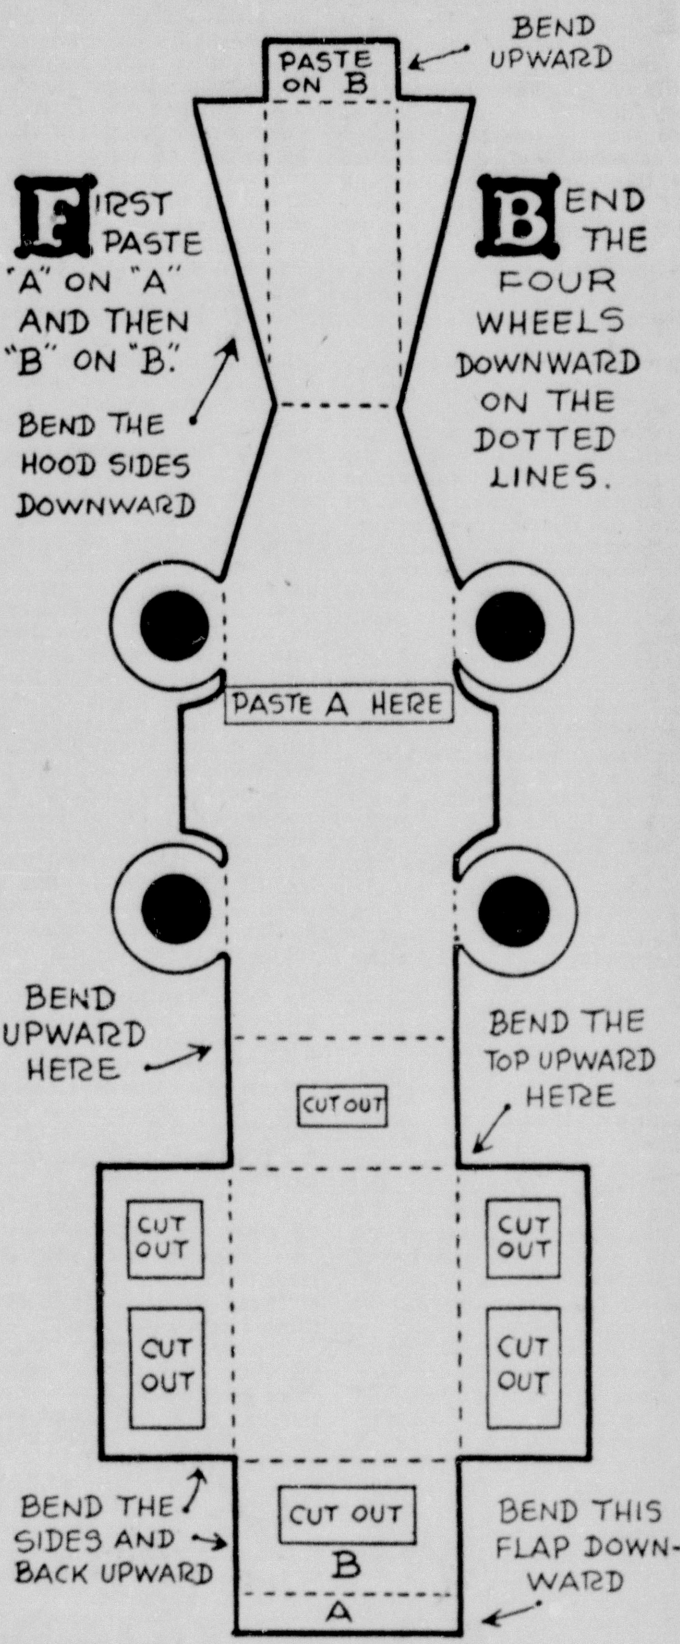 BEND
UPWARD
PASTE
ON B
FIRST
PASTE
"A" ON "A"
AND THEN
"B" ON "B".
BEND THE
HOOD SIDES
DOWNWARD
BEND
THE
FOUR
WHEELS
DOWNWARD
ON THE
DOTTED
LINES.
PASTE A HERE
BEND
UPWARD
HERE
BEND THE
TOP UPWARD
HERE
CUT OUT
CUT
OUT
CUT
OUT
CUT
OUT
CUT
OUT
BEND THE
SIDES AND
BACK UPWARD
CUT OUT
B
A
BEND THIS
FLAP DOWN-
WARD